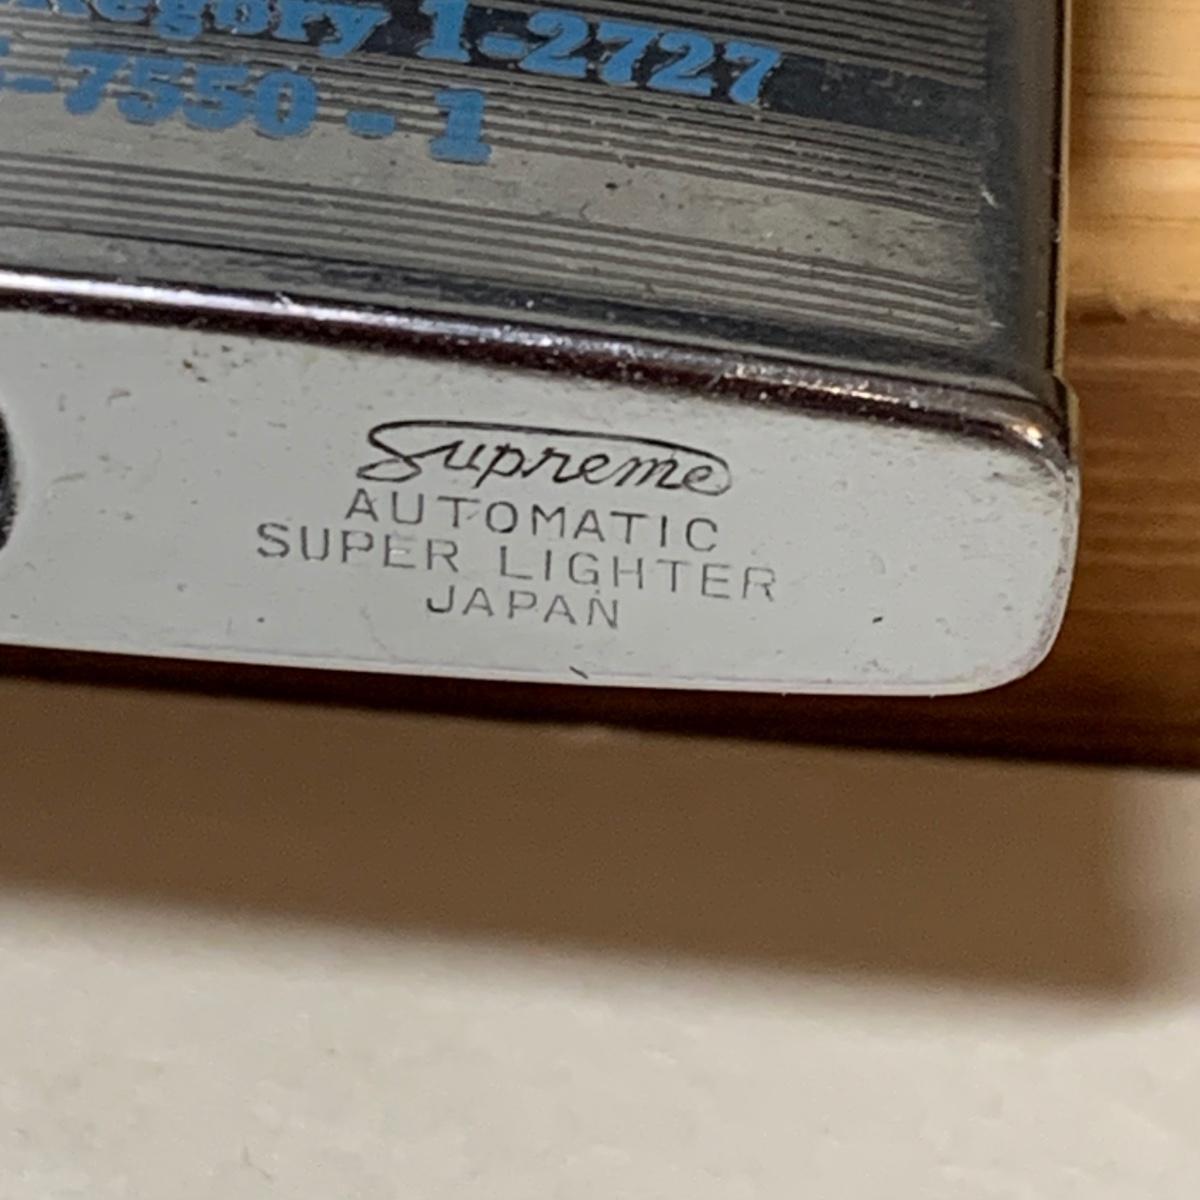 1-2727
-7550 - 1
Supreme
AUTOMATIC
SUPER LIGHTER
JAPAN